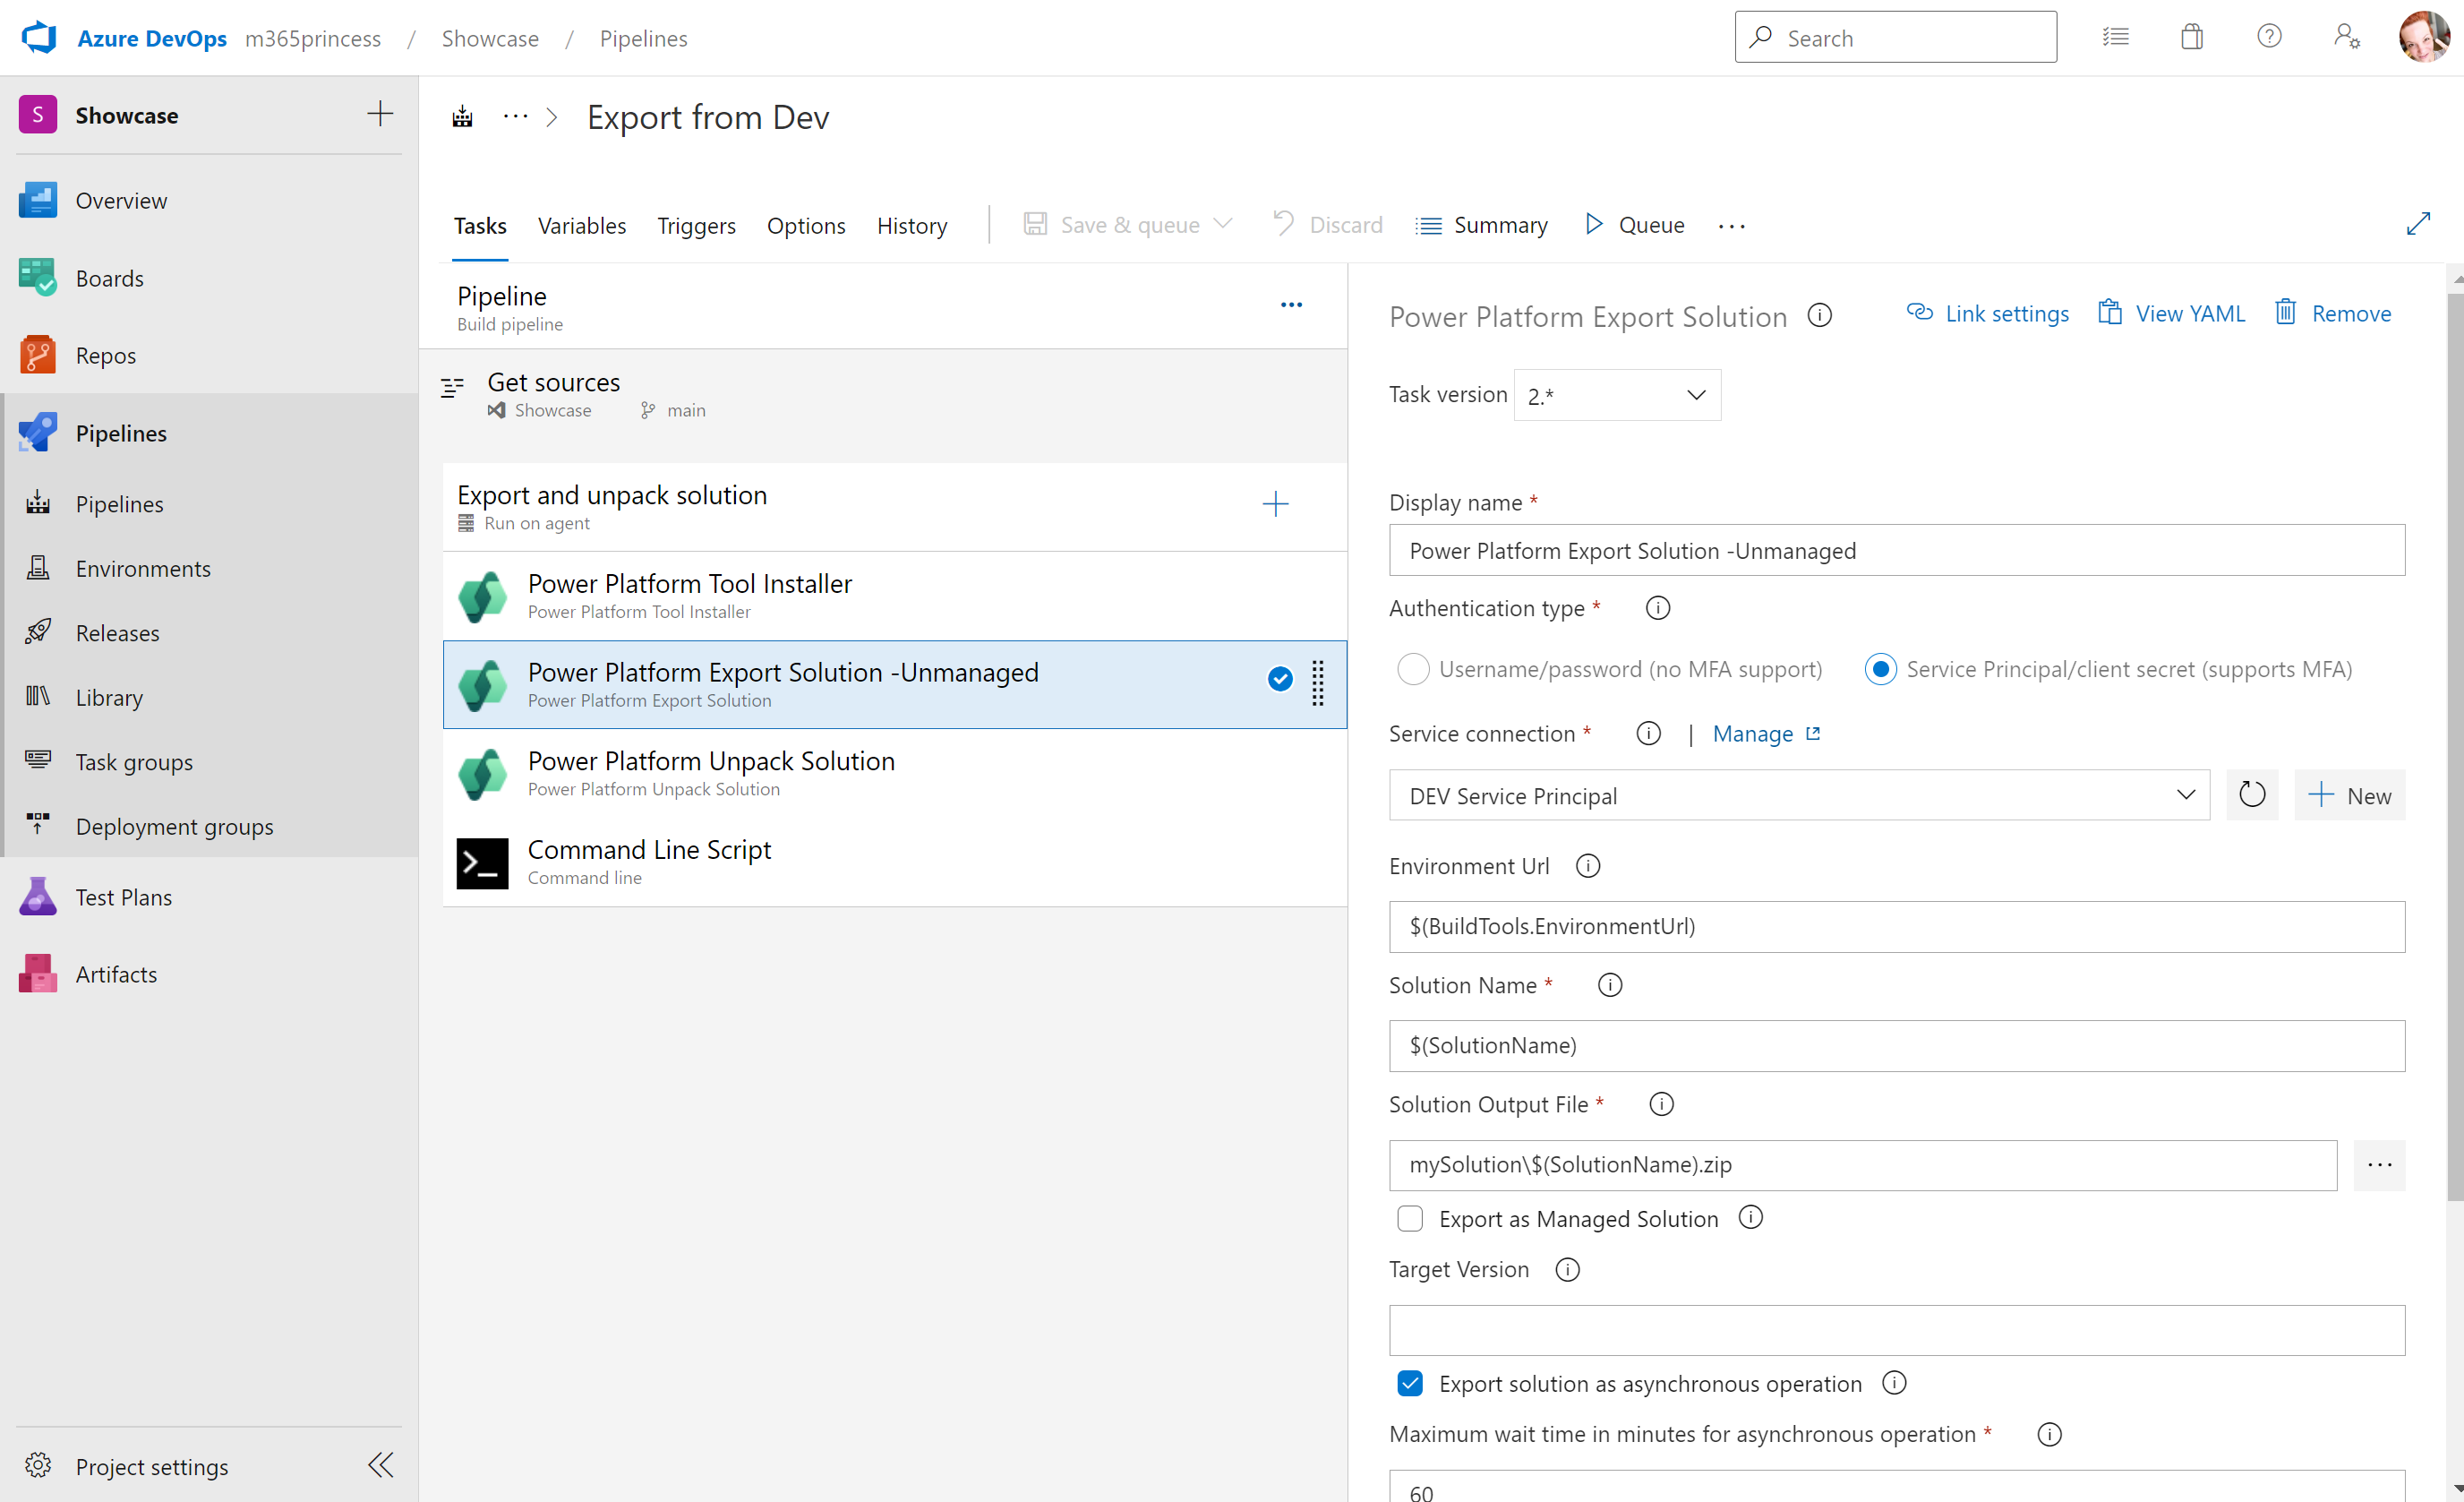 Azure DevOps m365princess / Showcase / Pipelines
Search
S Showcase
Overview
Boards
Repos
Pipelines
Pipelines
Environments
Releases
Library
Task groups
Deployment groups
Test Plans
Artifacts
Project settings
... > Export from Dev
Tasks Variables Triggers Options History Save & queue Discard Summary Queue ...
Pipeline
Build pipeline
Get sources
Showcase main
Export and unpack solution
Run on agent
Power Platform Tool Installer
Power Platform Tool Installer
Power Platform Export Solution -Unmanaged
Power Platform Export Solution
Power Platform Unpack Solution
Power Platform Unpack Solution
Command Line Script
Command line
Power Platform Export Solution Link settings View YAML Remove
Task version 2.*
Display name *
Power Platform Export Solution -Unmanaged
Authentication type *
Username/password (no MFA support) Service Principal/client secret (supports MFA)
Service connection * | Manage
DEV Service Principal New
Environment Url
$(BuildTools.EnvironmentUrl)
Solution Name *
$(SolutionName)
Solution Output File *
mySolution\$(SolutionName).zip ...
Export as Managed Solution
Target Version
Export solution as asynchronous operation
Maximum wait time in minutes for asynchronous operation *
60